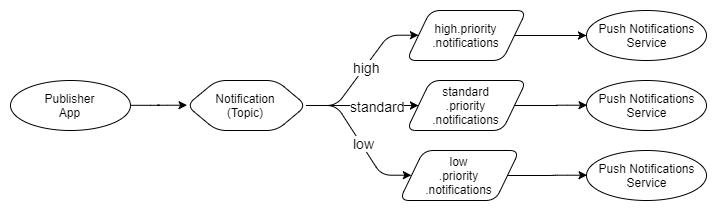 Publisher
App
Notification
(Topic)
high
standard
low
high.priority
.notifications
standard
.priority
.notifications
low
.priority
.notifications
Push Notifications
Service
Push Notifications
Service
Push Notifications
Service